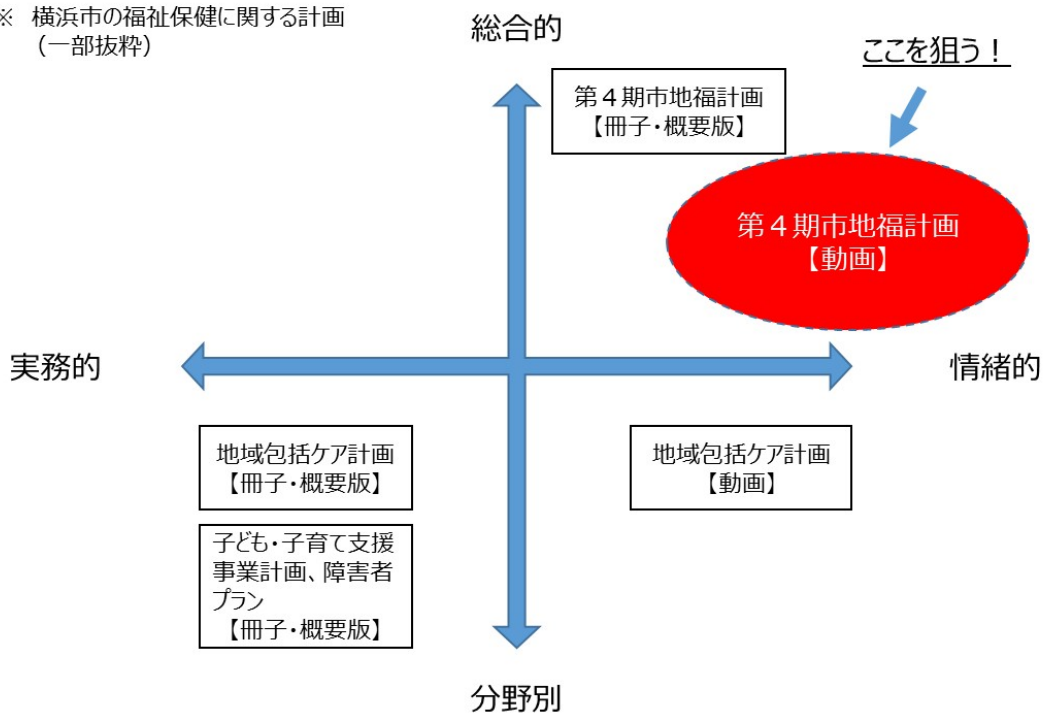 ※ 横浜市の福祉保健に関する計画
（一部抜粋）
総合的
ここを狙う！
第４期市地福計画
【冊子・概要版】
第４期市地福計画
【動画】
実務的
情緒的
地域包括ケア計画
【冊子・概要版】
地域包括ケア計画
【動画】
子ども・子育て支援
事業計画、障害者
プラン
【冊子・概要版】
分野別